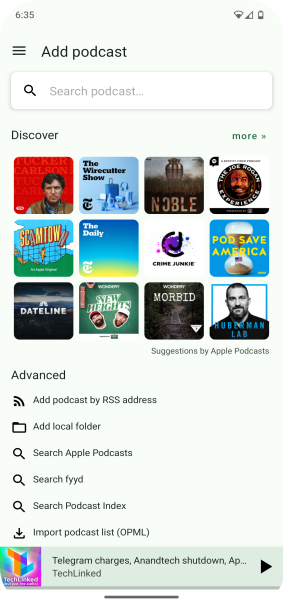 6:35
Add podcast
Search podcast...
Discover
more »
TUCKER
CARLSON
The
Wirecutter
Show
NOBLE
THE JOE ROGAN
EXPERIENCE
SCAMTOWN
An Apple Original
The
Daily
CRIME JUNKIE
POD SAVE
AMERICA
DATELINE
WONDERY
NEW
HEIGHTS
WONDERY
MORBID
HUBERMAN
LAB
Suggestions by Apple Podcasts
Advanced
Add podcast by RSS address
Add local folder
Search Apple Podcasts
Search fyyd
Search Podcast Index
Import podcast list (OPML)
TechLinked
Telegram charges, Anandtech shutdown, Ap...
TechLinked